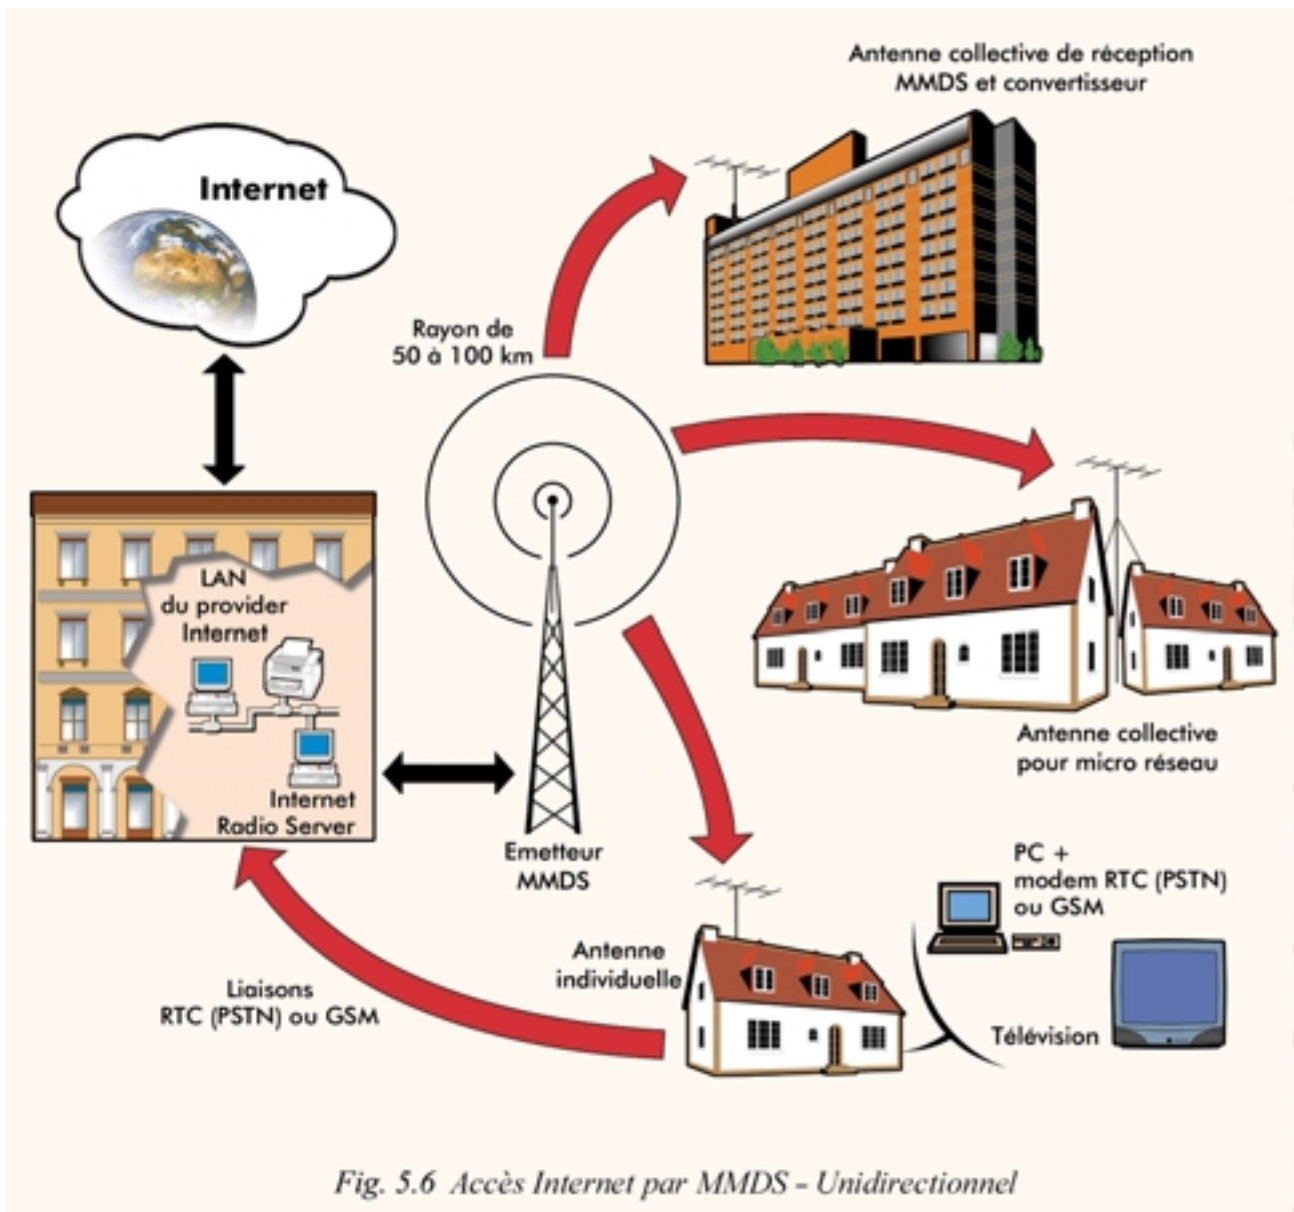 Antenne collective de réception
MMDS et convertisseur
Internet
Rayon de
50 à 100 km
LAN
du provider
Internet
Internet
Radio Server
Emetteur
MMDS
Antenne collective
pour micro réseau
PC +
modem RTC (PSTN)
ou GSM
Antenne
individuelle
Télévision
Liaisons
RTC (PSTN) ou GSM
Fig. 5.6 Accès Internet par MMDS – Unidirectionnel